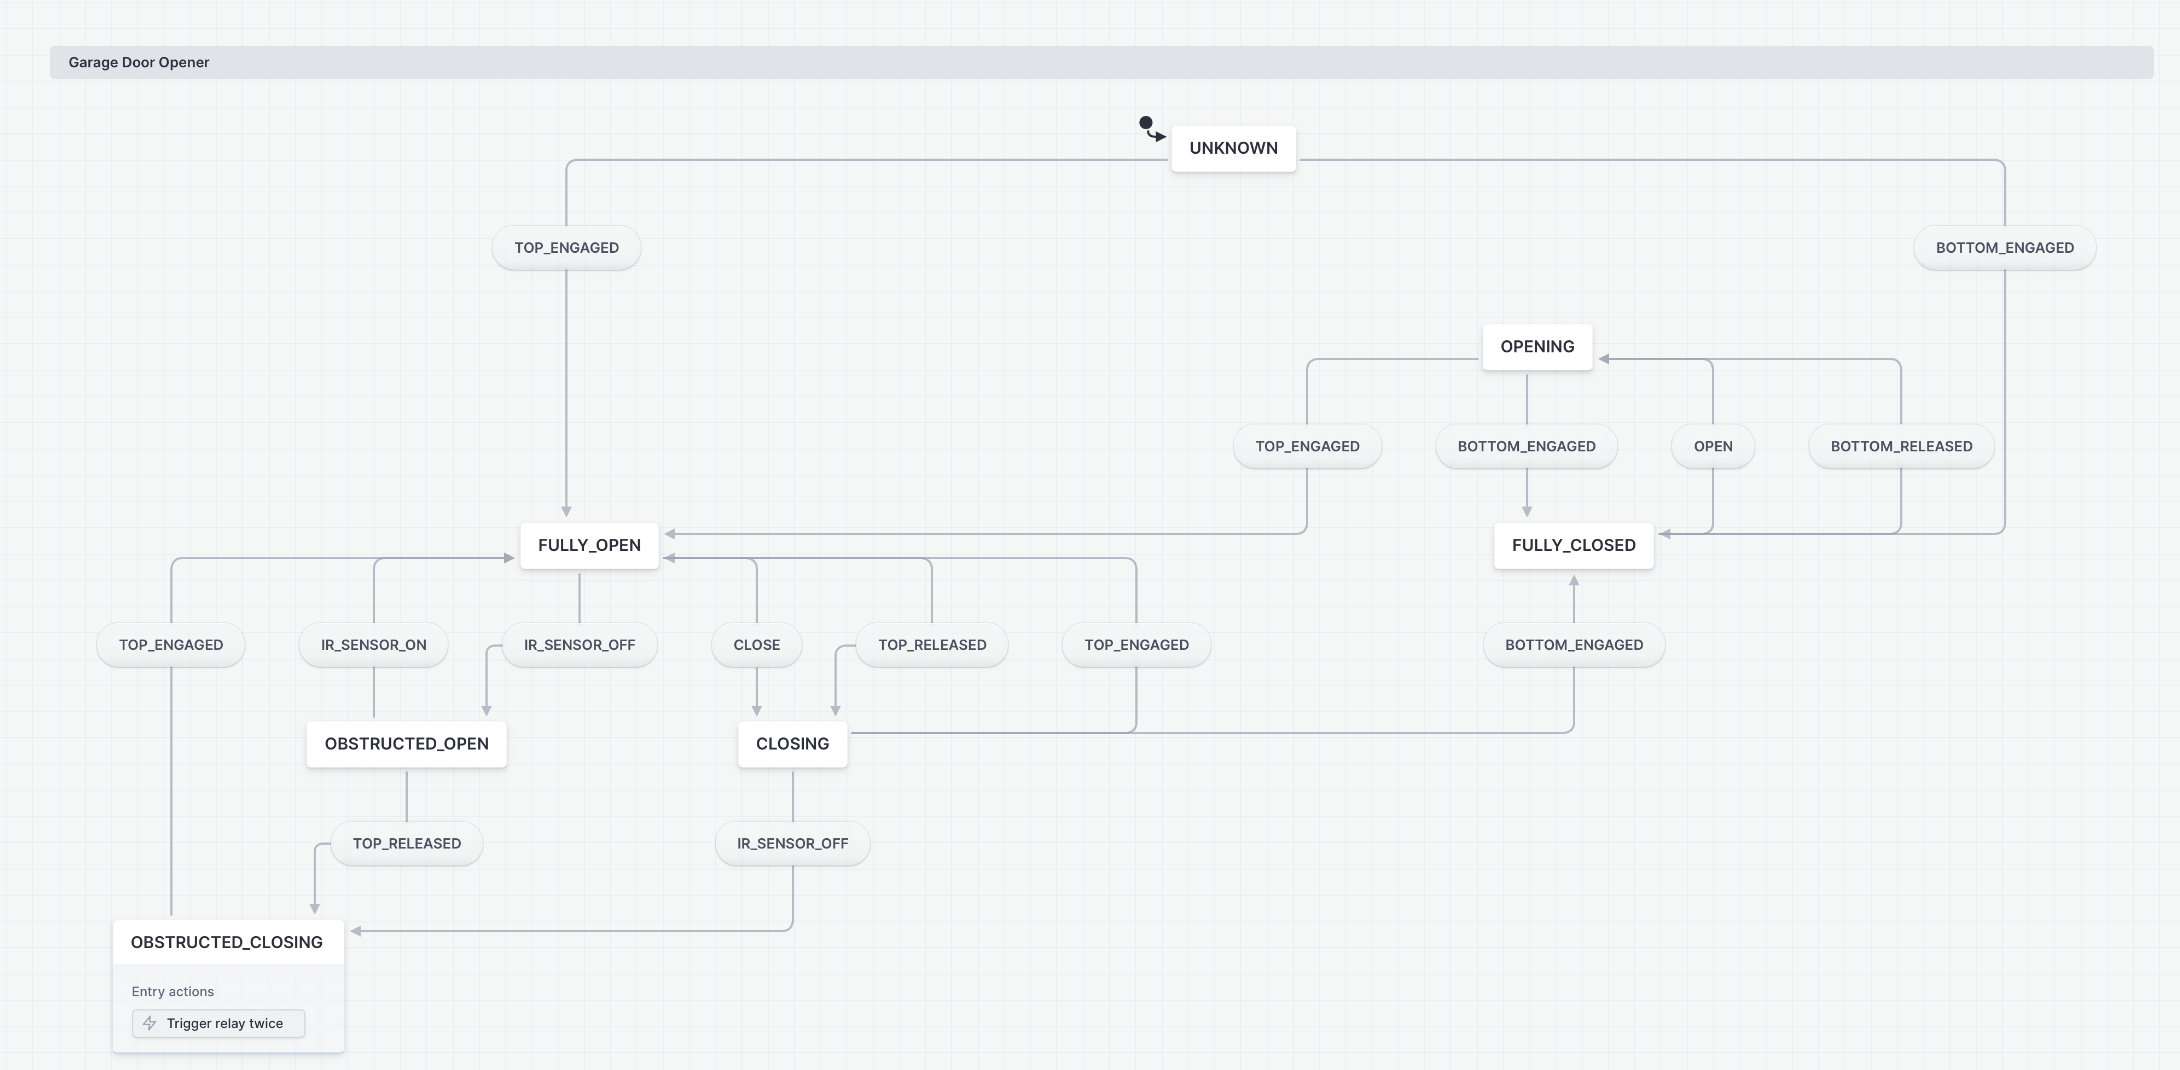 Garage Door Opener
UNKNOWN
TOP_ENGAGED
BOTTOM_ENGAGED
OPENING
TOP_ENGAGED
BOTTOM_ENGAGED
OPEN
BOTTOM_RELEASED
FULLY_OPEN
FULLY_CLOSED
TOP_ENGAGED
IR_SENSOR_ON
IR_SENSOR_OFF
CLOSE
TOP_RELEASED
TOP_ENGAGED
BOTTOM_ENGAGED
OBSTRUCTED_OPEN
CLOSING
TOP_RELEASED
IR_SENSOR_OFF
OBSTRUCTED_CLOSING
Entry actions
Trigger relay twice